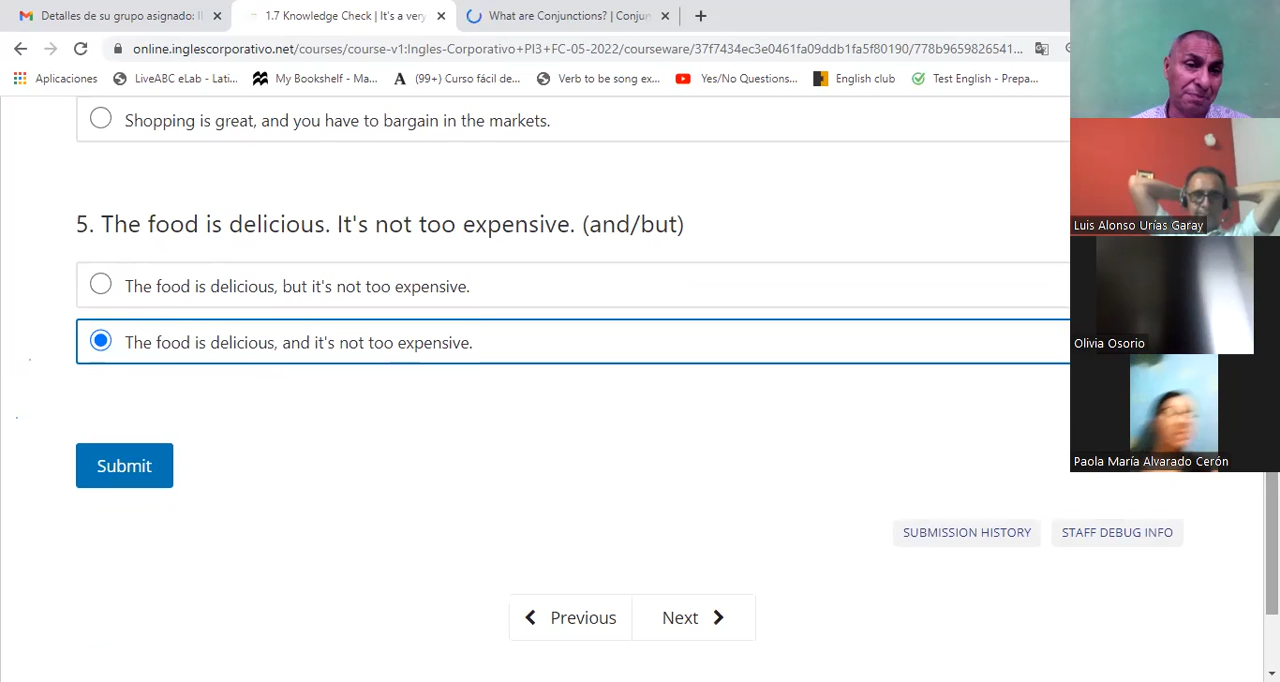 Detalles de su grupo asignado: I
1.7 Knowledge Check | It's a very
What are Conjunctions? | Conjun
online.inglescorporativo.net/courses/course-v1:Ingles-Corporativo+PI3+FC-05-2022/courseware/37f7434ec3e0461fa09ddb1fa5f80190/778b9659826541...
Aplicaciones
LiveABC eLab - Lati...
My Bookshelf - Ma...
(99+) Curso fácil de...
Verb to be song ex...
Yes/No Questions...
English club
Test English - Prepa...
Shopping is great, and you have to bargain in the markets.
5. The food is delicious. It's not too expensive. (and/but)
The food is delicious, but it's not too expensive.
The food is delicious, and it's not too expensive.
Submit
SUBMISSION HISTORY
STAFF DEBUG INFO
Previous
Next
Luis Alonso Urías Garay
Olivia Osorio
Paola María Alvarado Cerón